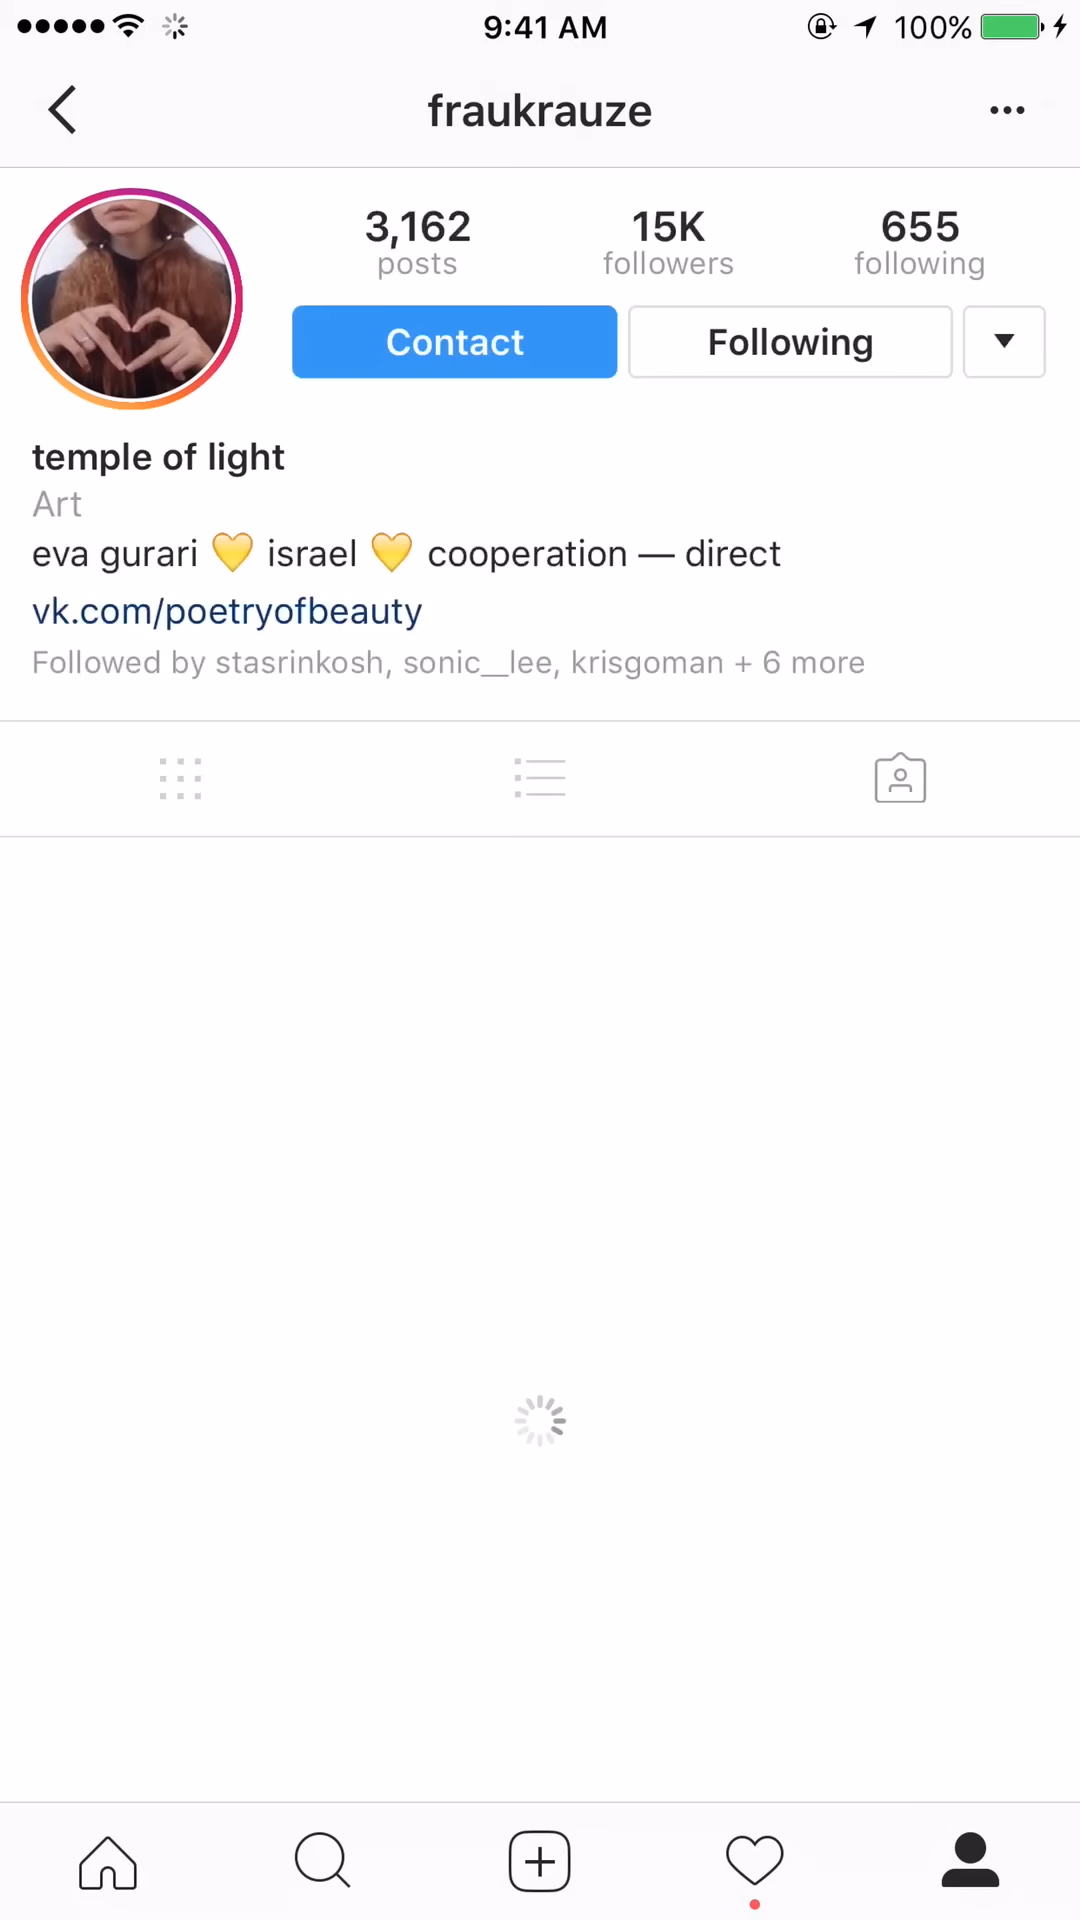 9:41 AM 100%
fraukrauze
3,162 15K 655
posts followers following
Contact Following
temple of light
Art
eva gurari 💛 israel 💛 cooperation — direct
vk.com/poetryofbeauty
Followed by stasrinkosh, sonic__lee, krisgoman + 6 more